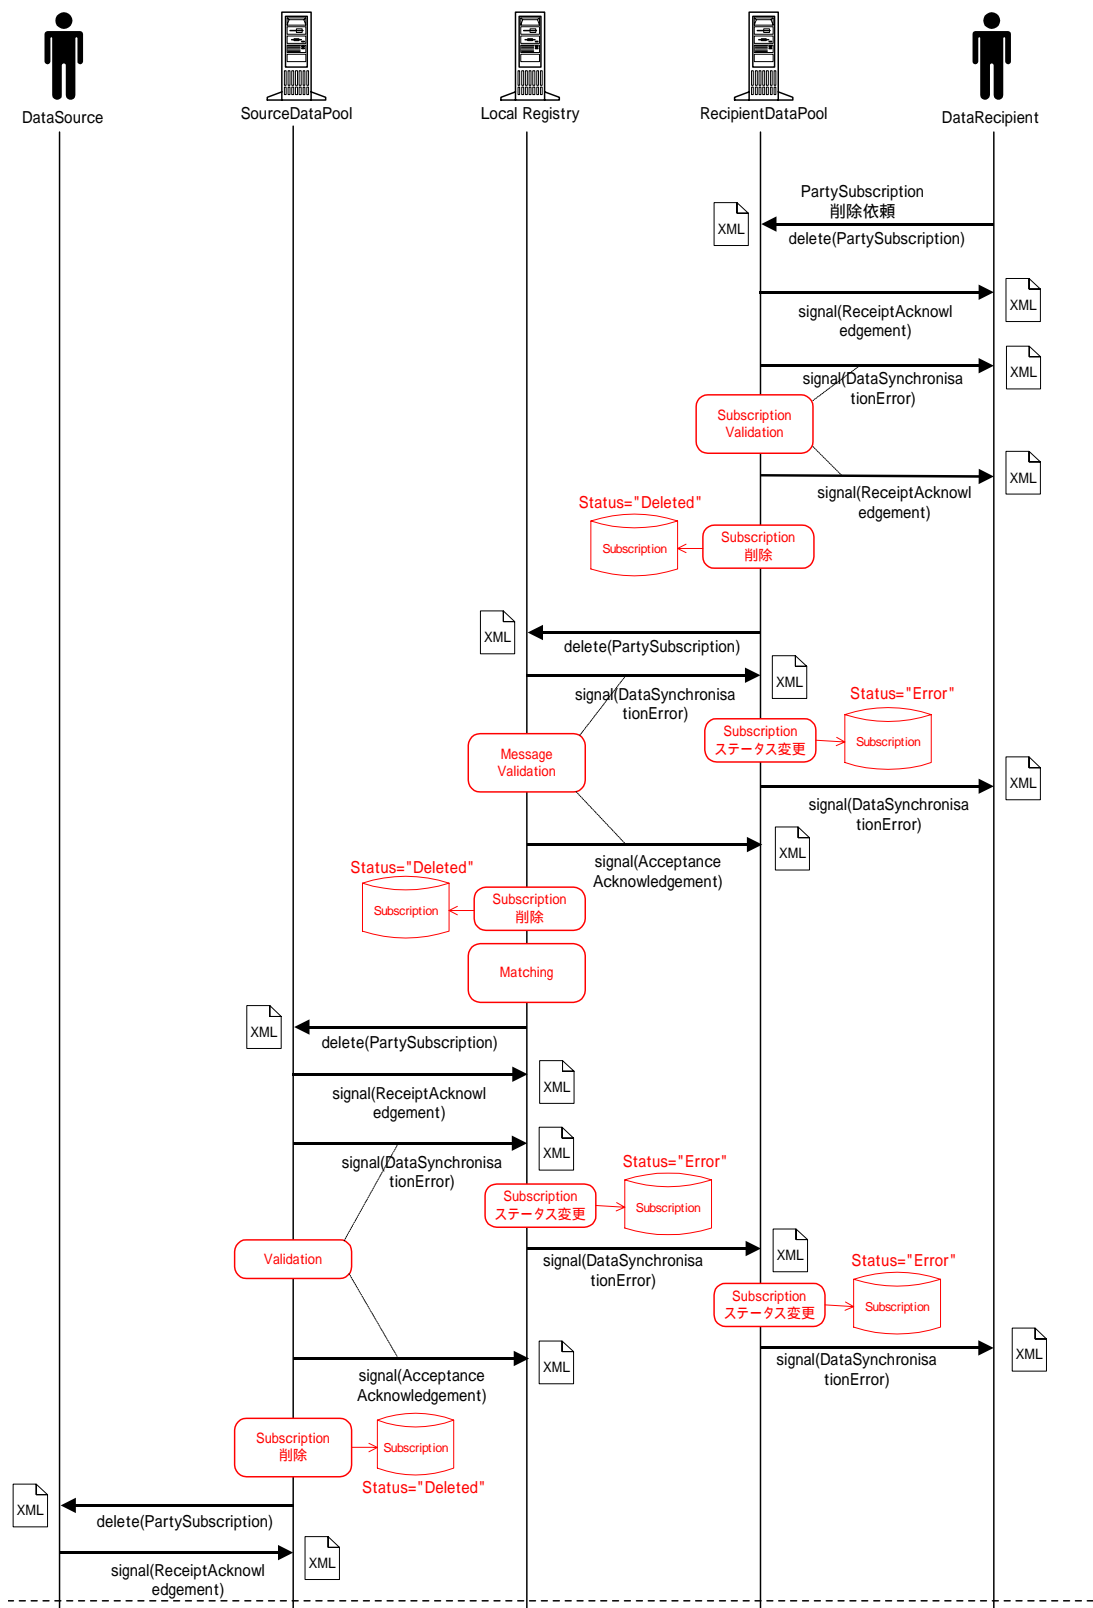 DataSource
SourceDataPool
Local Registry
RecipientDataPool
DataRecipient
PartySubscription
削除依頼
XML
delete(PartySubscription)
XML
signal(ReceiptAcknowl
edgement)
XML
signal(DataSynchronisa
tionError)
Subscription
Validation
XML
signal(ReceiptAcknowl
edgement)
Status="Deleted"
Subscription
Subscription
削除
XML
delete(PartySubscription)
XML
signal(DataSynchronisa
tionError)
Status="Error"
Subscription
ステータス変更
Subscription
Message
Validation
XML
signal(DataSynchronisa
tionError)
XML
signal(Acceptance
Acknowledgement)
Status="Deleted"
Subscription
Subscription
削除
Matching
XML
delete(PartySubscription)
XML
signal(ReceiptAcknowl
edgement)
XML
signal(DataSynchronisa
tionError)
Status="Error"
Subscription
ステータス変更
Subscription
Validation
XML
signal(DataSynchronisa
tionError)
Status="Error"
Subscription
ステータス変更
Subscription
XML
signal(DataSynchronisa
tionError)
XML
signal(Acceptance
Acknowledgement)
Subscription
削除
Subscription
Status="Deleted"
XML
delete(PartySubscription)
XML
signal(ReceiptAcknowl
edgement)